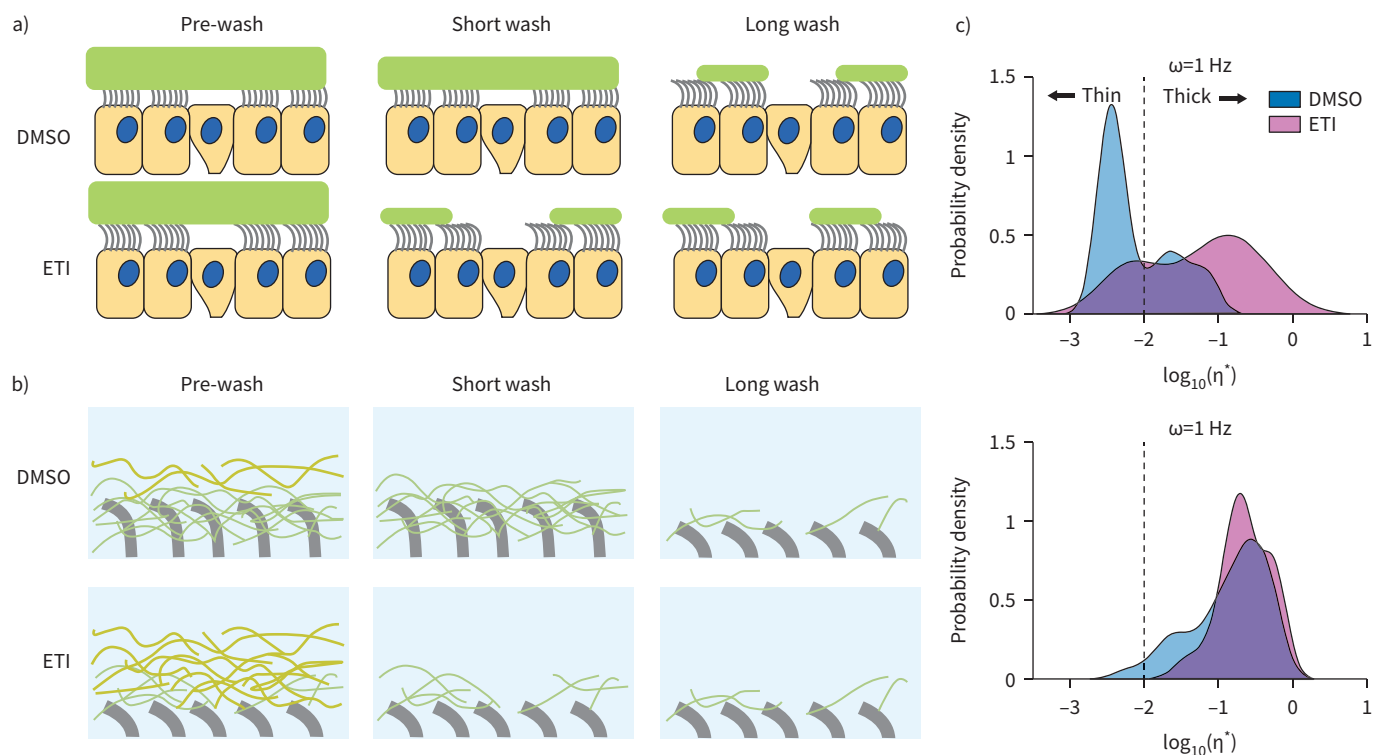 a)
Pre-wash Short wash Long wash
DMSO
ETI
b)
Pre-wash Short wash Long wash
DMSO
ETI
c)
ω=1 Hz
Thin Thick
DMSO
ETI
Probability density
1.5
1
0.5
0
–3 –2 –1 0 1
log10(η*)
ω=1 Hz
Probability density
1.5
1
0.5
0
–3 –2 –1 0 1
log10(η*)